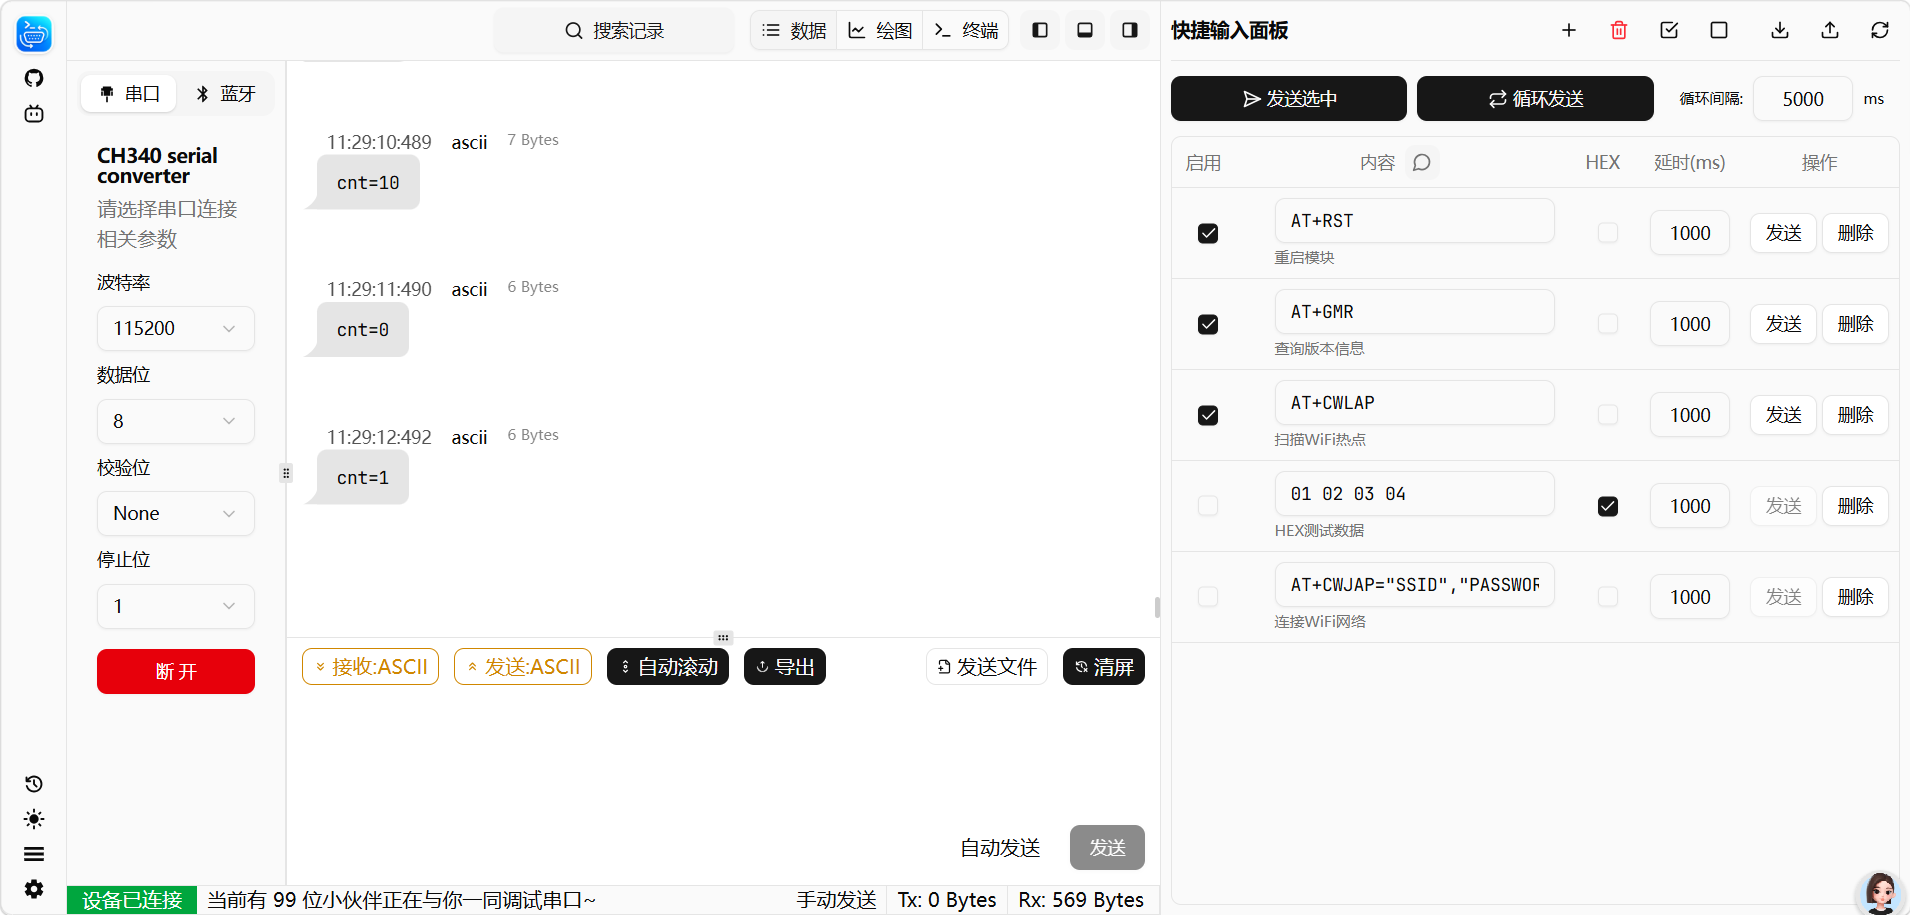 搜索记录
数据
绘图
终端
快捷输入面板
串口
蓝牙
CH340 serial
converter
请选择串口连接
相关参数
波特率
115200
数据位
8
校验位
None
停止位
1
断开
11:29:10:489 ascii 7 Bytes
cnt=10
11:29:11:490 ascii 6 Bytes
cnt=0
11:29:12:492 ascii 6 Bytes
cnt=1
接收:ASCII
发送:ASCII
自动滚动
导出
发送文件
清屏
自动发送
发送
设备已连接
当前有 99 位小伙伴正在与你一同调试串口~
手动发送
Tx: 0 Bytes
Rx: 569 Bytes
发送选中
循环发送
循环间隔:
5000
ms
启用 内容 HEX 延时(ms) 操作
AT+RST 1000 发送 删除
重启模块
AT+GMR 1000 发送 删除
查询版本信息
AT+CWLAP 1000 发送 删除
扫描WiFi热点
01 02 03 04 1000 发送 删除
HEX测试数据
AT+CWJAP="SSID","PASSWOR 1000 发送 删除
连接WiFi网络